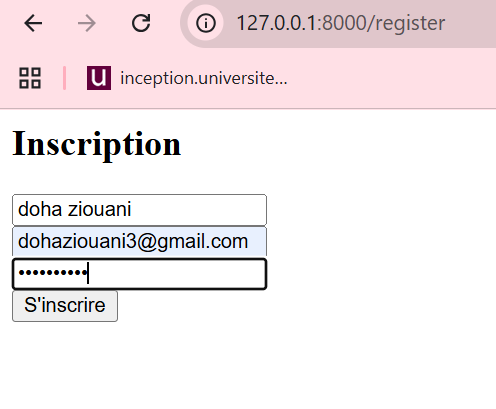 127.0.0.1:8000/register
u inception.universite...
Inscription
doha ziouani
dohaziouani3@gmail.com
••••••••••
S'inscrire